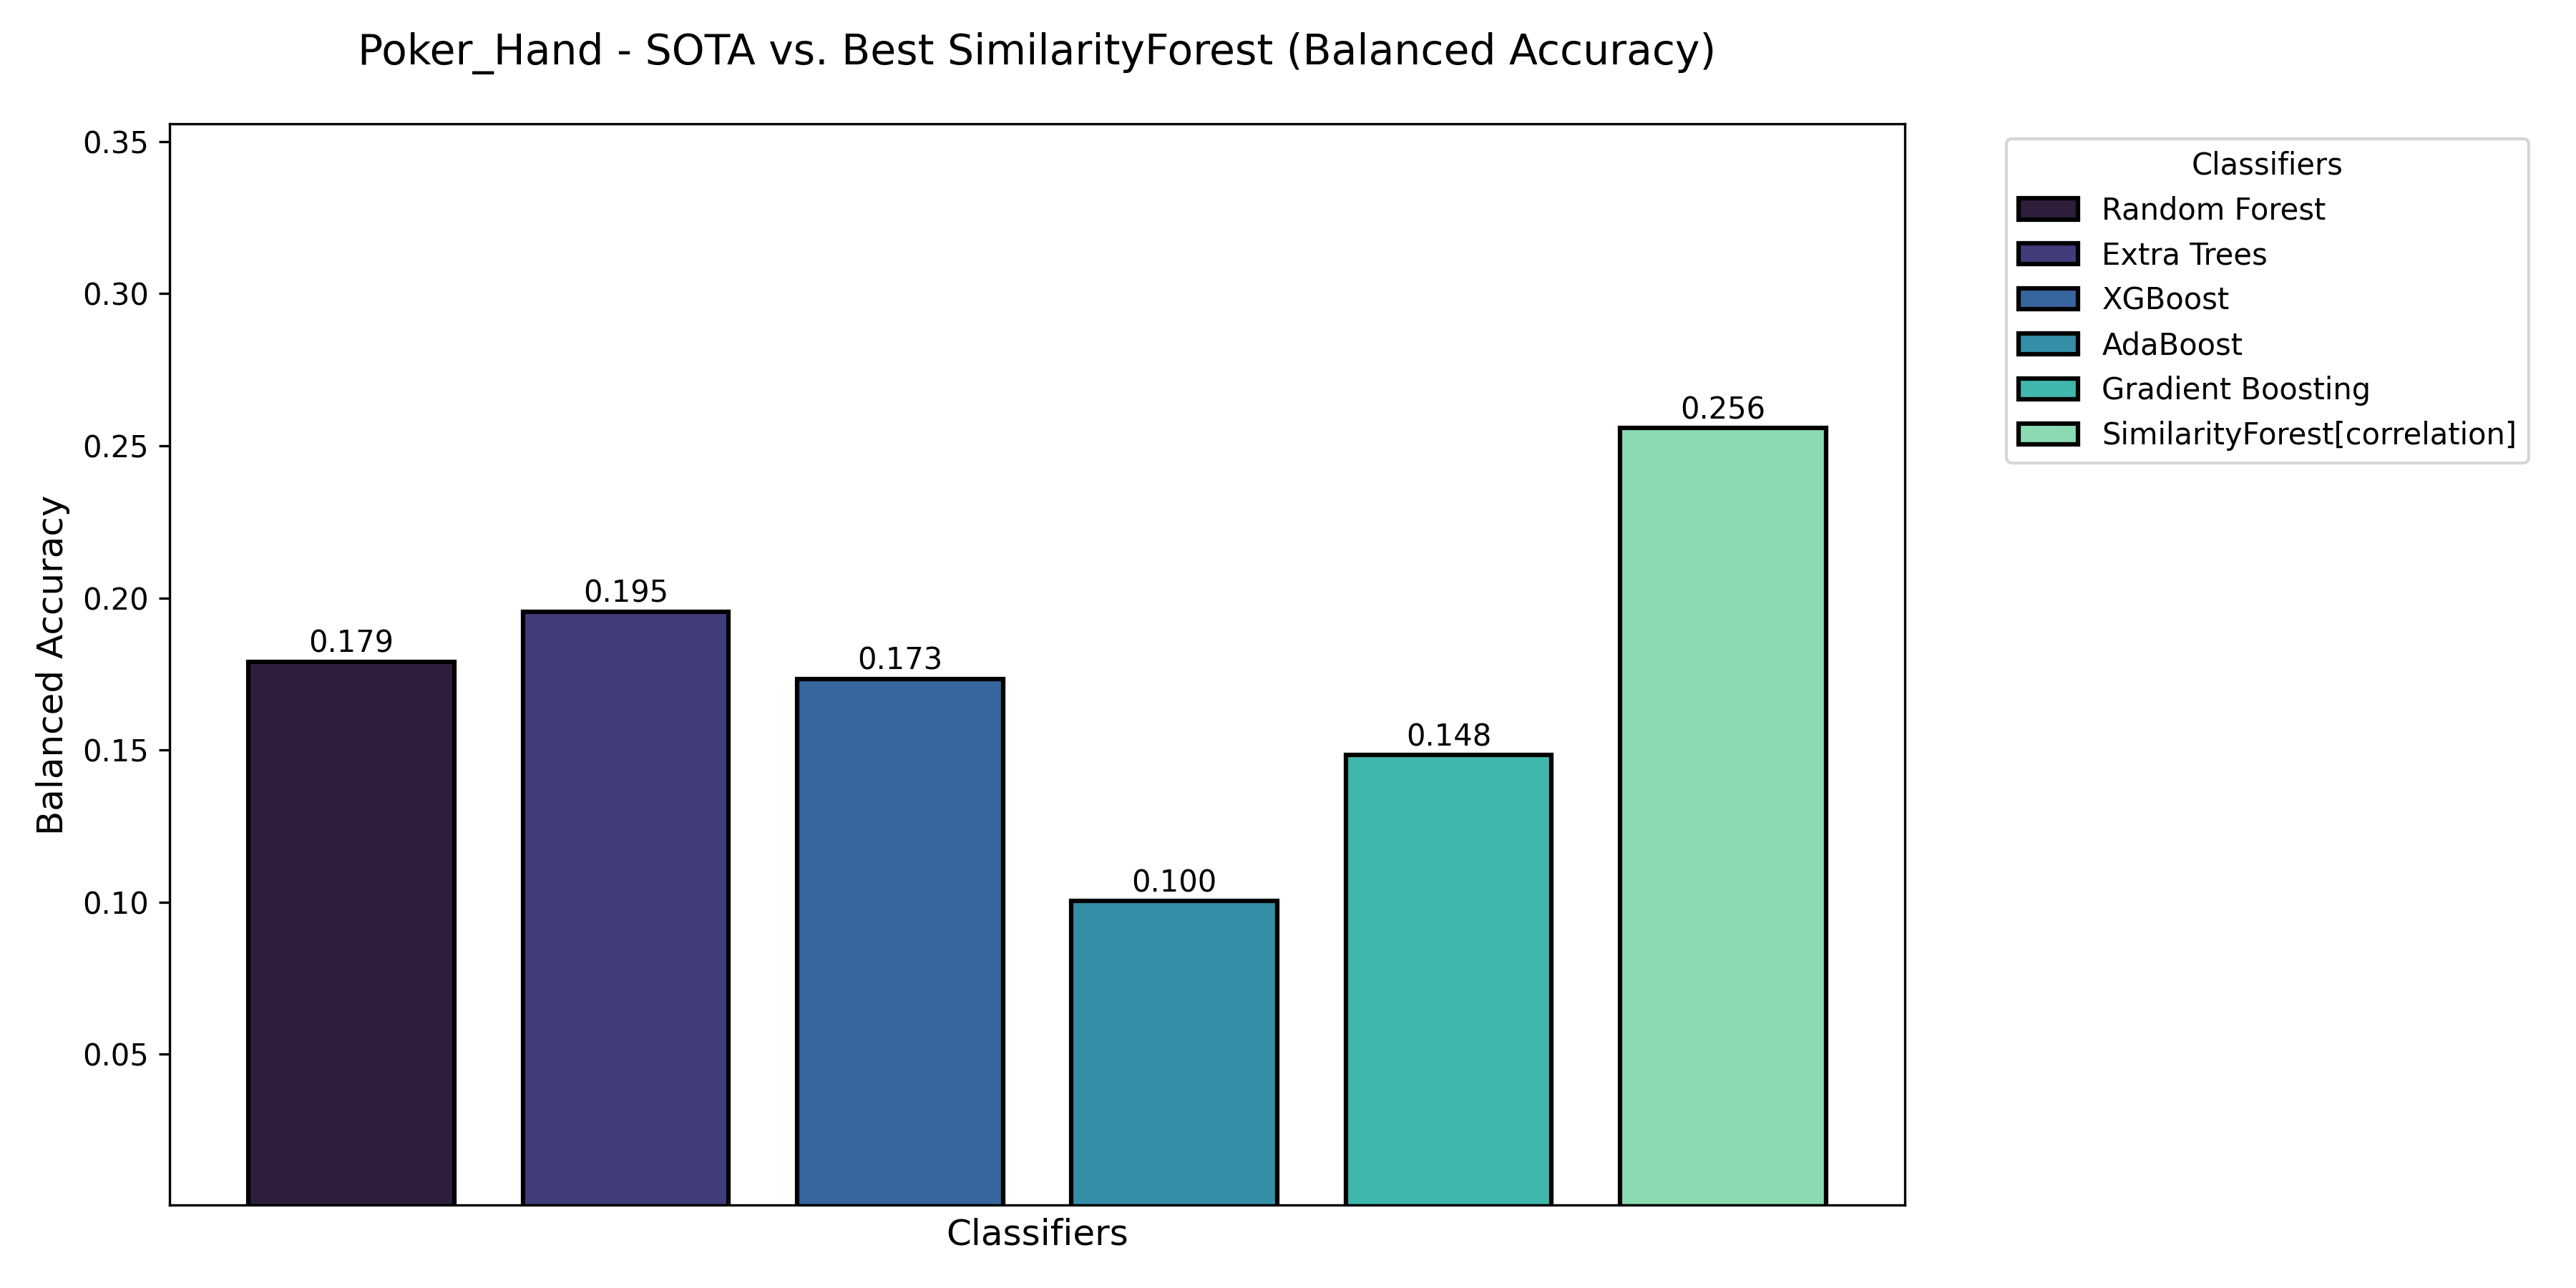 Poker_Hand - SOTA vs. Best SimilarityForest (Balanced Accuracy)
Balanced Accuracy
0.35
0.30
0.25
0.20
0.15
0.10
0.05
0.179
0.195
0.173
0.100
0.148
0.256
Classifiers
Classifiers
Random Forest
Extra Trees
XGBoost
AdaBoost
Gradient Boosting
SimilarityForest[correlation]